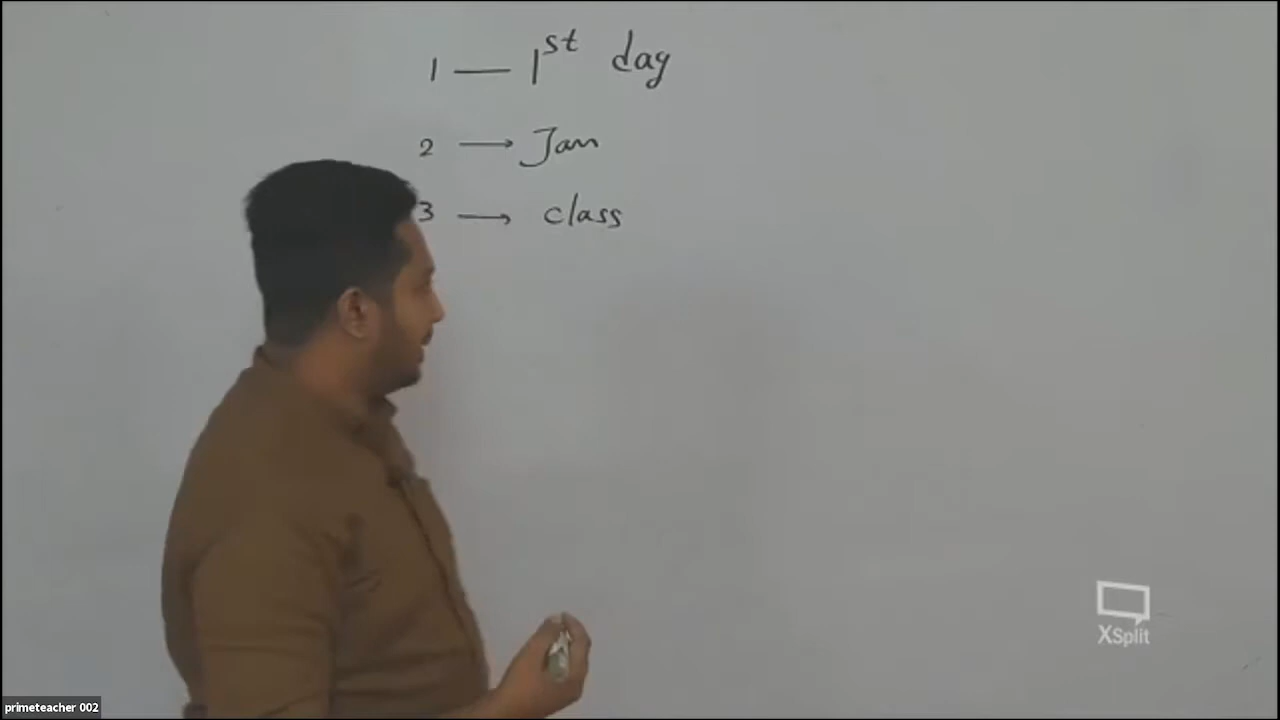 1 — 1st day
2 → Jan
3 → class
XSplit
primeteacher 002